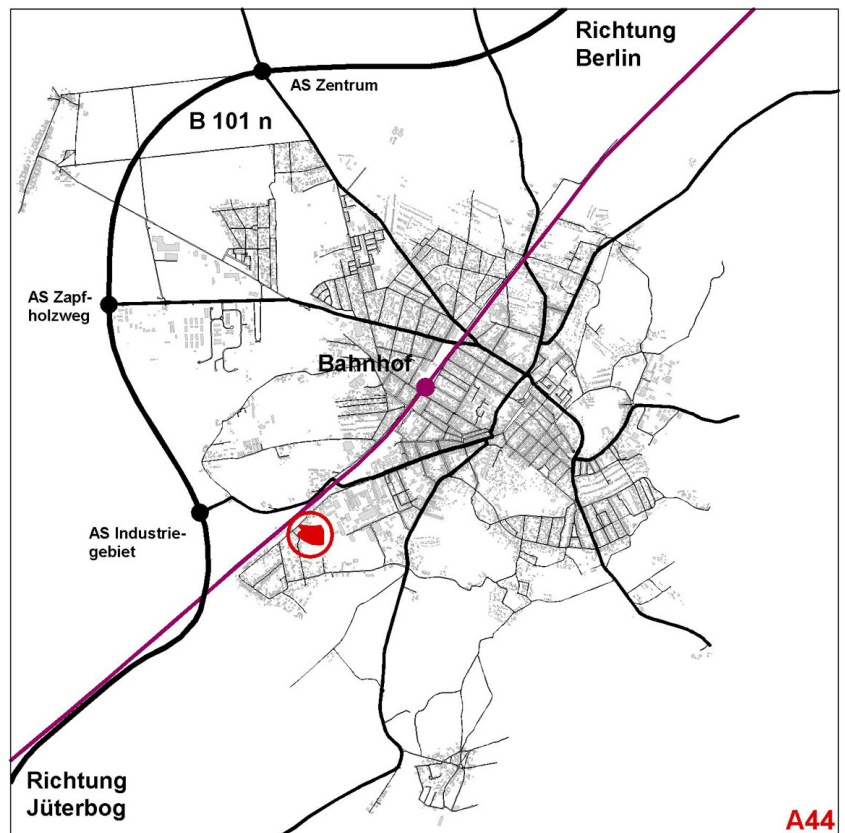 Richtung
Berlin
AS Zentrum
B 101 n
AS Zapf-
holzweg
Bahnhof
AS Industrie-
gebiet
Richtung
Jüterbog
A44